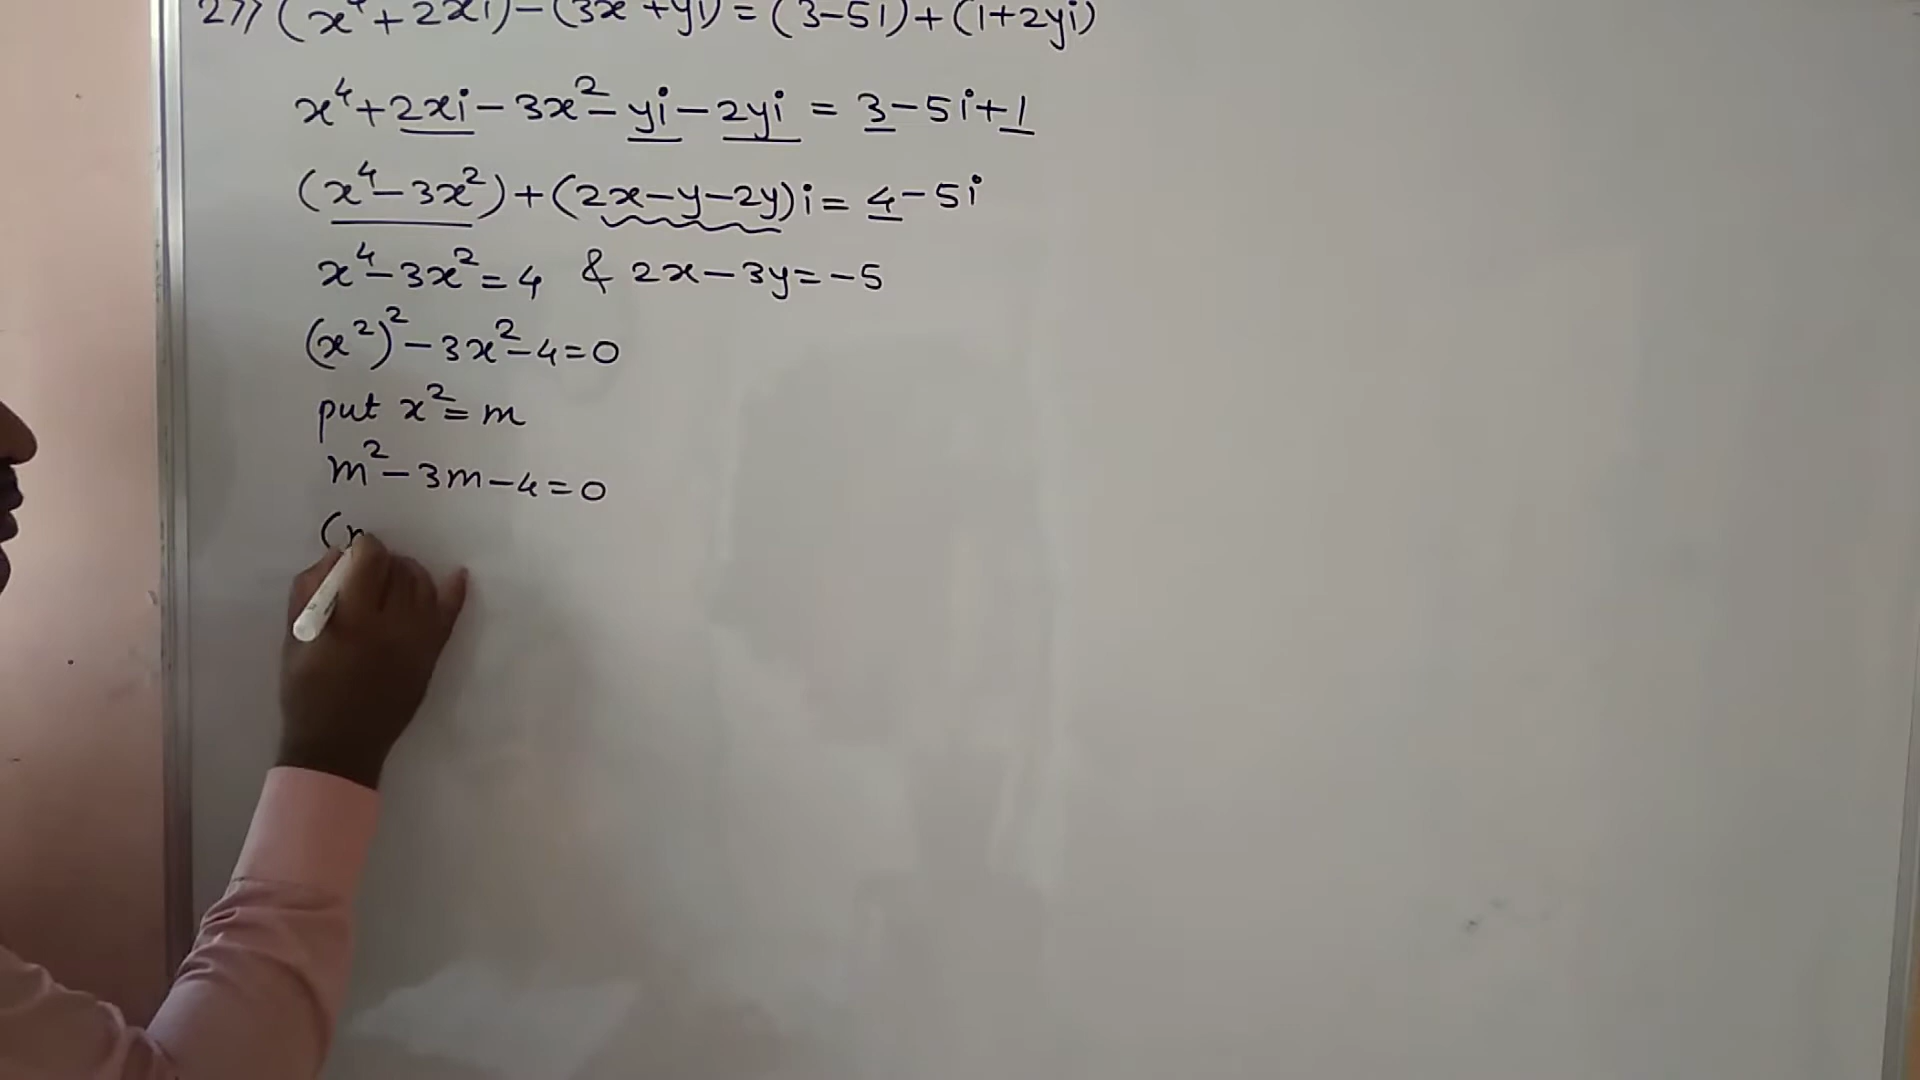 27» (x⁴+2xi)-(3x²+yi)=(3-5i)+(1+2yi)
x⁴+2xi-3x²-yi-2yi=3-5i+1
(x⁴-3x²)+(2x-y-2y)i=4-5i
x⁴-3x²=4 & 2x-3y=-5
(x²)²-3x²-4=0
put x²=m
m²-3m-4=0
(